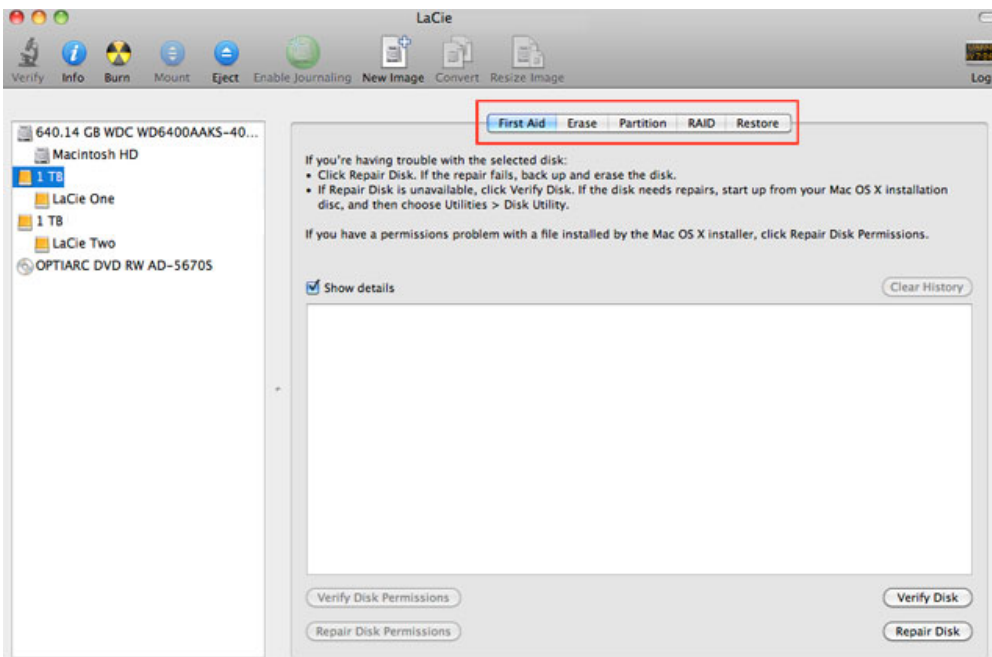 LaCie
Verify Info Burn Mount Eject Enable Journaling New Image Convert Resize Image Log
First Aid Erase Partition RAID Restore
640.14 GB WDC WD6400AAKS-40...
Macintosh HD
1 TB
LaCie One
1 TB
LaCie Two
OPTIARC DVD RW AD-5670S
If you're having trouble with the selected disk:
• Click Repair Disk. If the repair fails, back up and erase the disk.
• If Repair Disk is unavailable, click Verify Disk. If the disk needs repairs, start up from your Mac OS X installation
disc, and then choose Utilities > Disk Utility.
If you have a permissions problem with a file installed by the Mac OS X installer, click Repair Disk Permissions.
Show details
Clear History
Verify Disk Permissions
Verify Disk
Repair Disk Permissions
Repair Disk